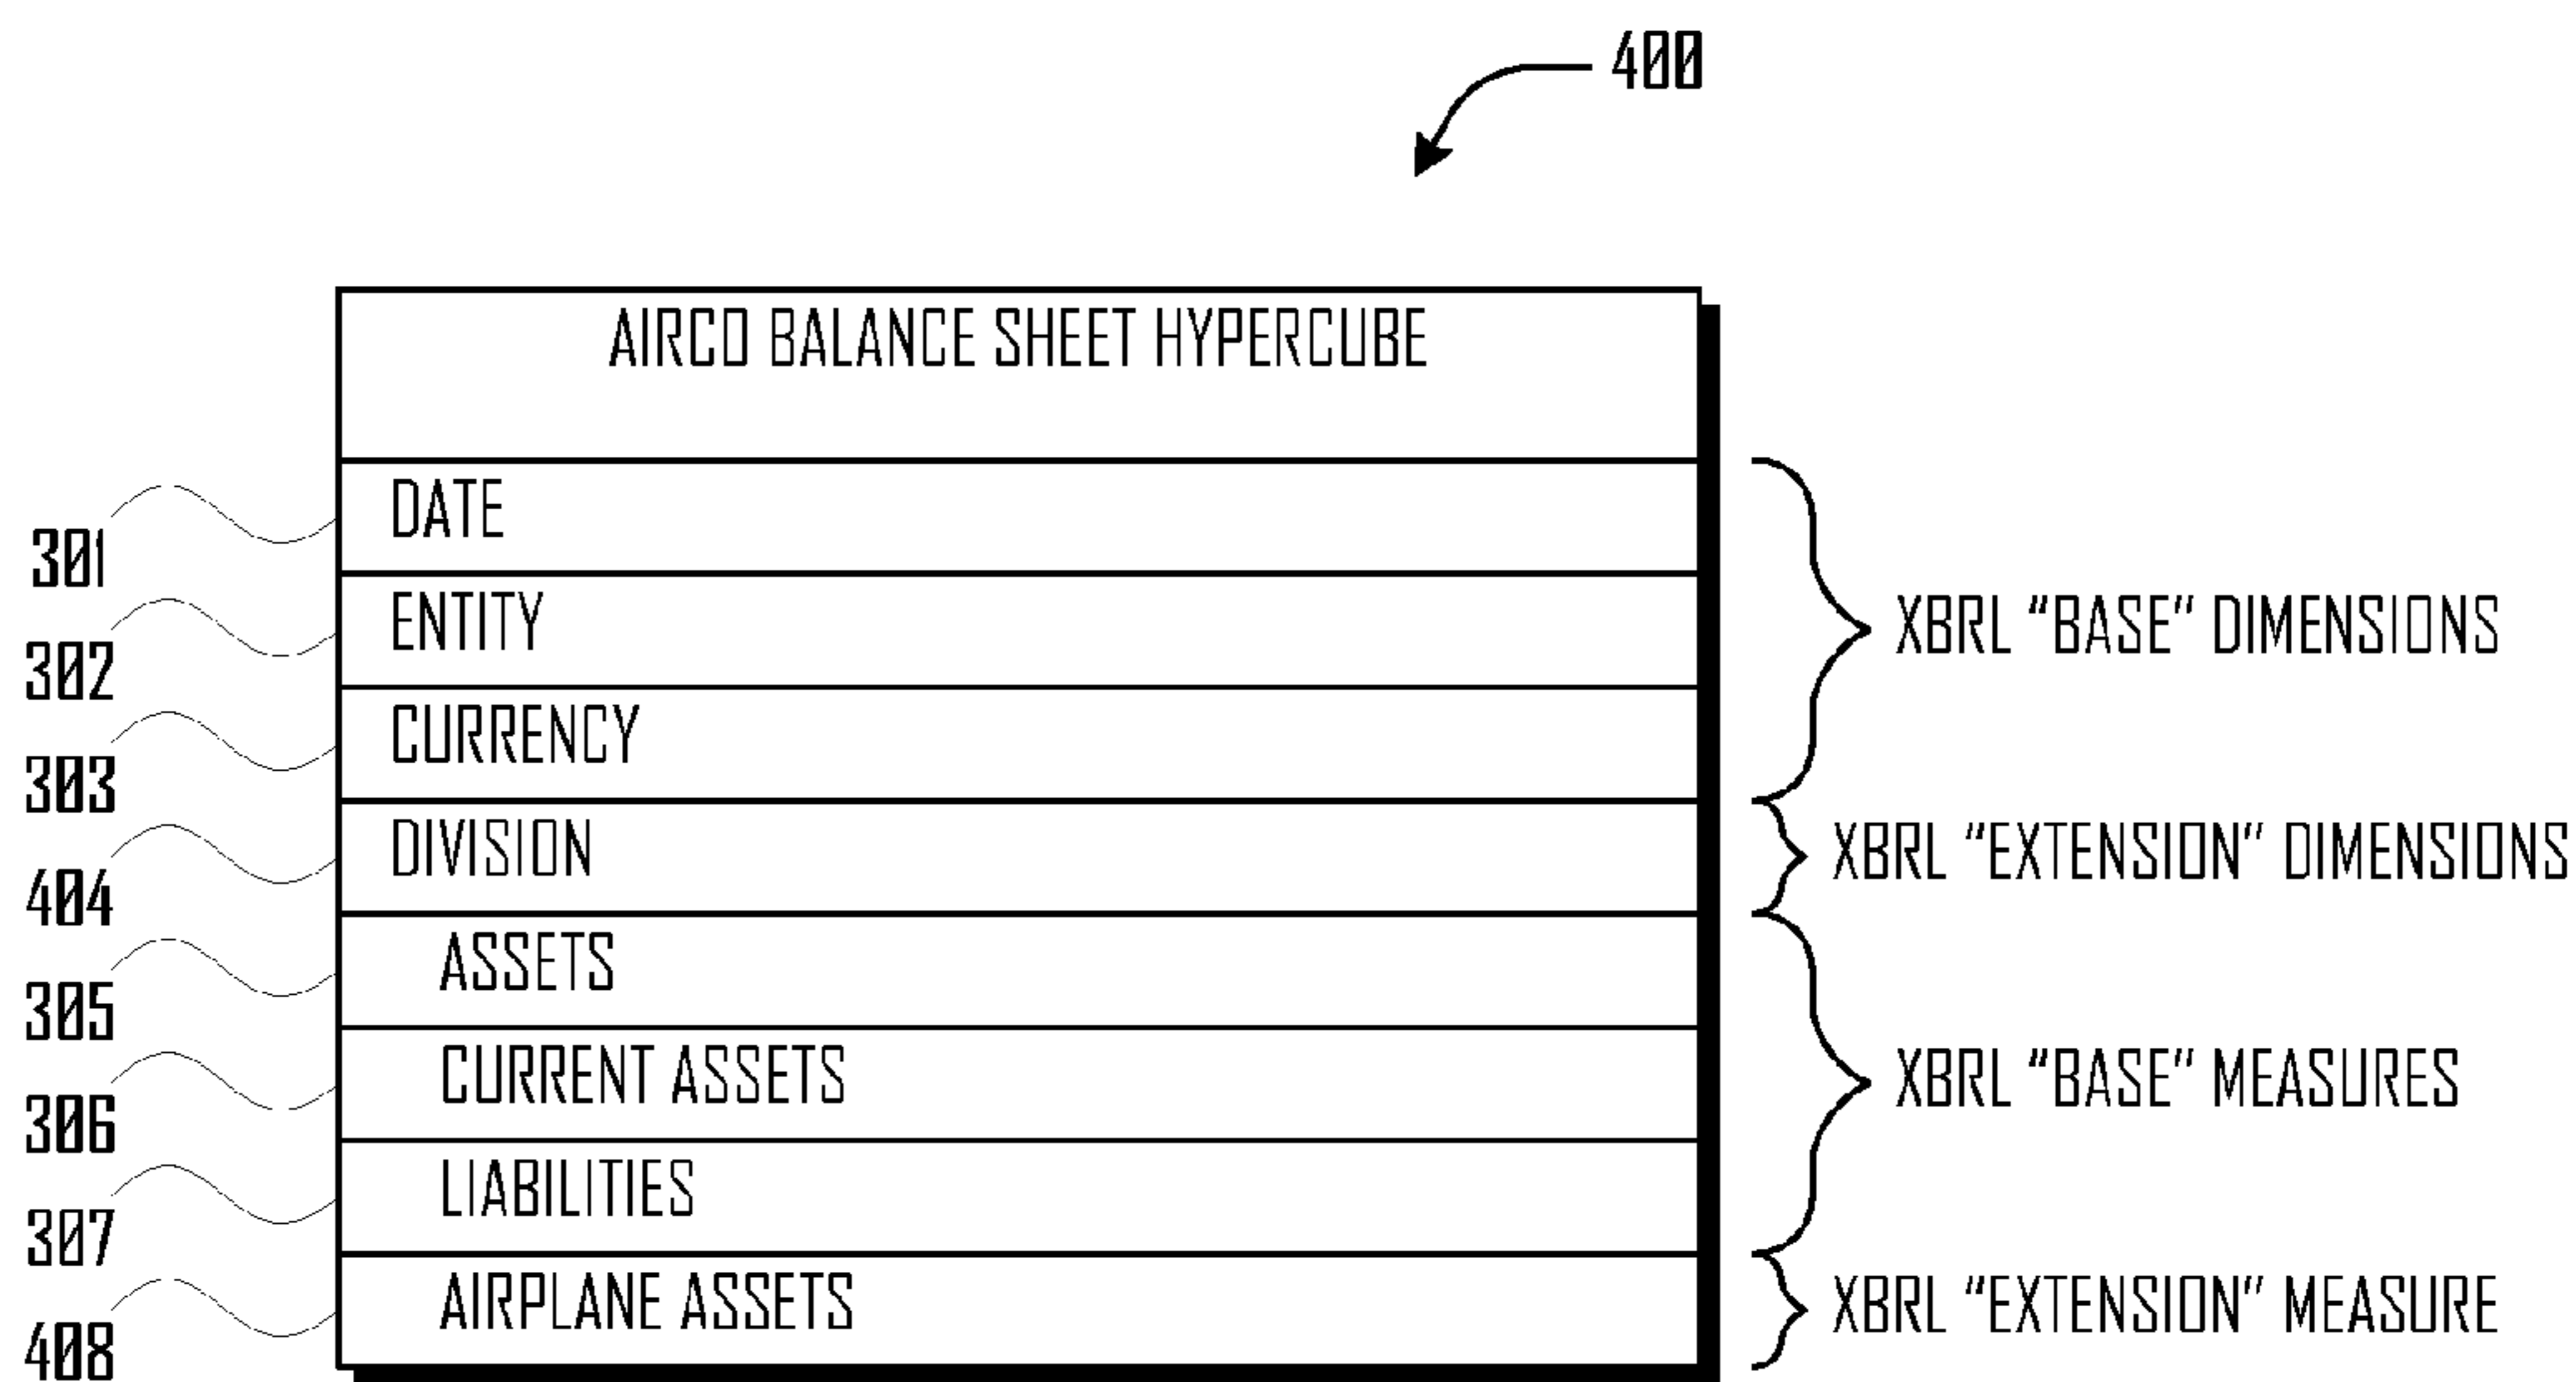 400
AIRCO BALANCE SHEET HYPERCUBE
301 DATE
302 ENTITY
303 CURRENCY
XBRL “BASE” DIMENSIONS
404 DIVISION
XBRL “EXTENSION” DIMENSIONS
305 ASSETS
306 CURRENT ASSETS
307 LIABILITIES
XBRL “BASE” MEASURES
408 AIRPLANE ASSETS
XBRL “EXTENSION” MEASURE